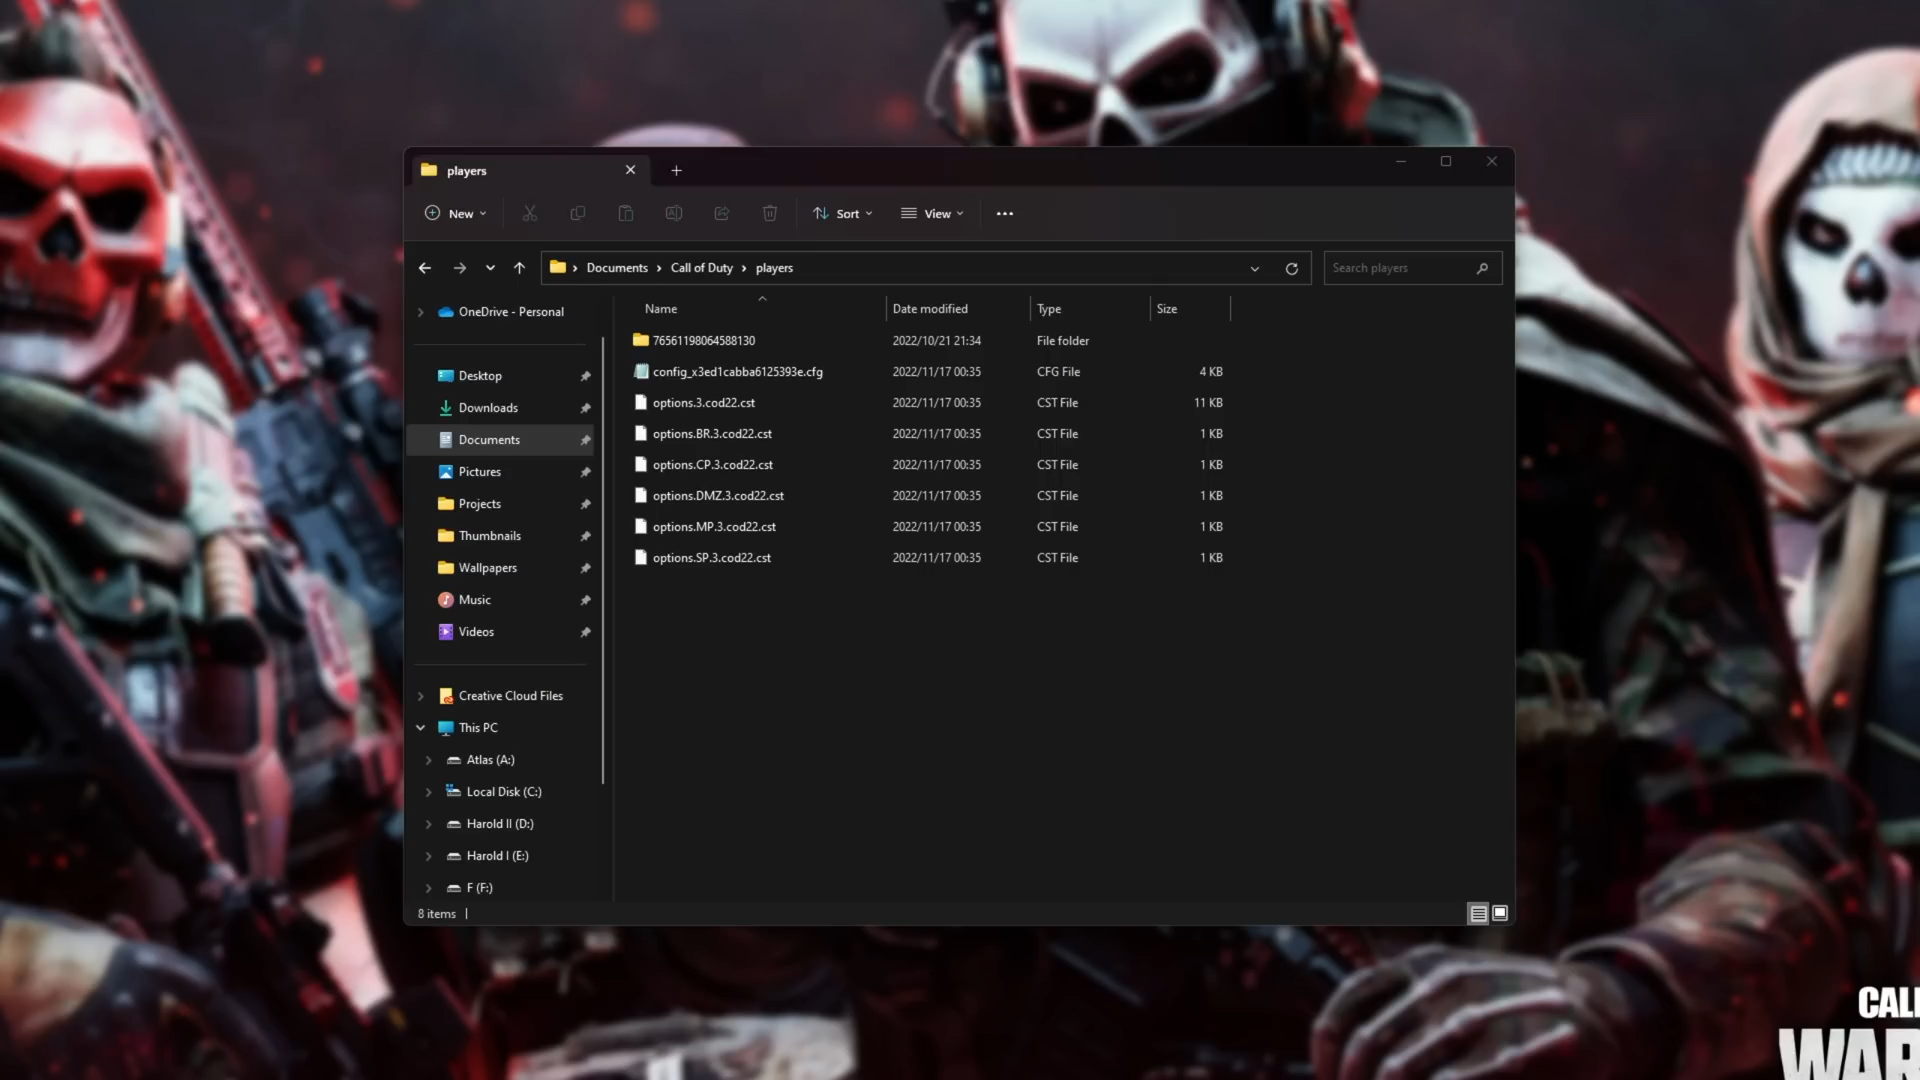 players
New
Sort
View
Documents
Call of Duty
players
Search players
OneDrive - Personal
Desktop
Downloads
Documents
Pictures
Projects
Thumbnails
Wallpapers
Music
Videos
Creative Cloud Files
This PC
Atlas (A:)
Local Disk (C:)
Harold II (D:)
Harold I (E:)
F (F:)
Name Date modified Type Size
76561198064588130 2022/10/21 21:34 File folder
config_x3ed1cabba6125393e.cfg 2022/11/17 00:35 CFG File 4 KB
options.3.cod22.cst 2022/11/17 00:35 CST File 11 KB
options.BR.3.cod22.cst 2022/11/17 00:35 CST File 1 KB
options.CP.3.cod22.cst 2022/11/17 00:35 CST File 1 KB
options.DMZ.3.cod22.cst 2022/11/17 00:35 CST File 1 KB
options.MP.3.cod22.cst 2022/11/17 00:35 CST File 1 KB
options.SP.3.cod22.cst 2022/11/17 00:35 CST File 1 KB
8 items
CALL
WAR